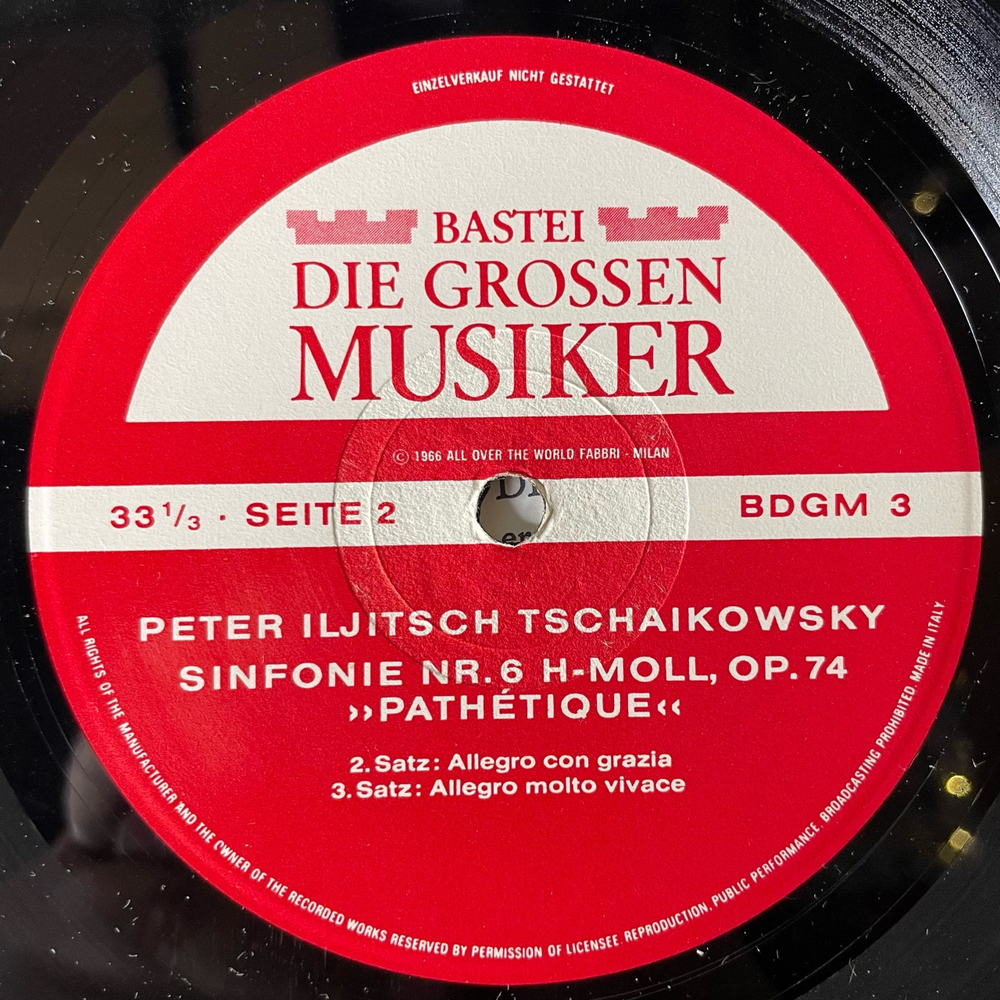 EINZELVERKAUF NICHT GESTATTET
BASTEI
DIE GROSSEN
MUSIKER
© 1966 ALL OVER THE WORLD FABBRI - MILAN
33 1/3 · SEITE 2
BDGM 3
PETER ILJITSCH TSCHAIKOWSKY
SINFONIE NR. 6 H-MOLL, OP. 74
››PATHÉTIQUE‹‹
2. Satz: Allegro con grazia
3. Satz: Allegro molto vivace
ALL RIGHTS OF THE MANUFACTURER AND THE OWNER OF THE RECORDED WORKS RESERVED BY PERMISSION OF LICENSEE. REPRODUCTION, PUBLIC PERFORMANCE, BROADCASTING PROHIBITED. MADE IN ITALY.